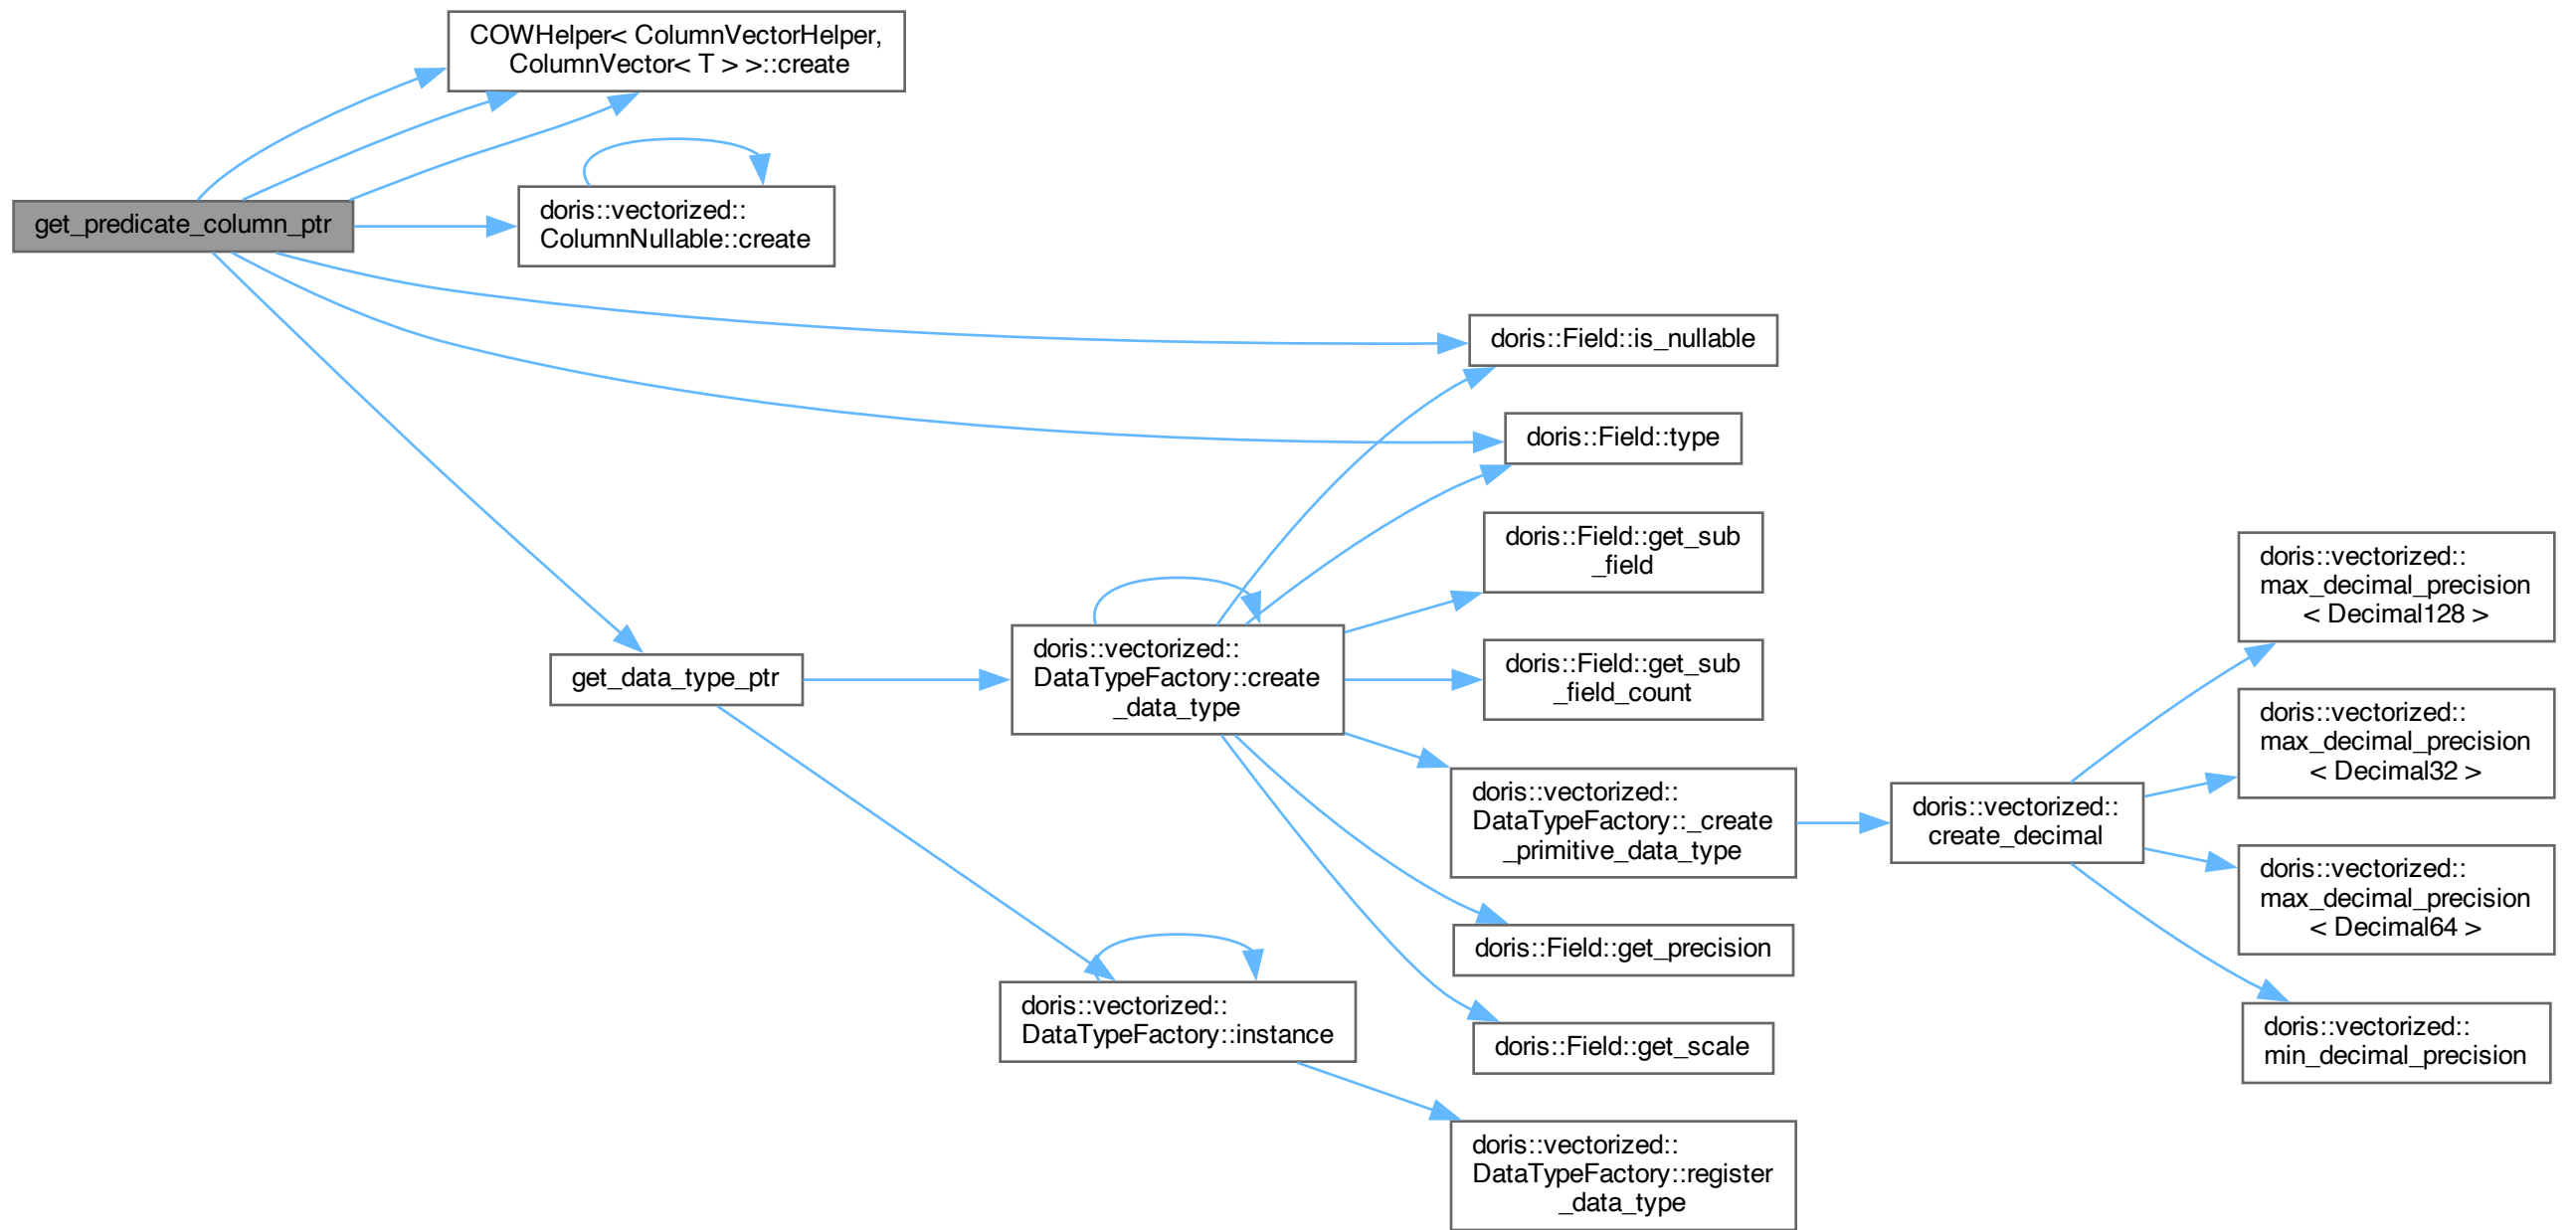 COWHelper< ColumnVectorHelper,
ColumnVector< T > >::create
get_predicate_column_ptr
doris::vectorized::
ColumnNullable::create
doris::Field::is_nullable
doris::Field::type
doris::Field::get_sub
_field
doris::vectorized::
DataTypeFactory::create
_data_type
get_data_type_ptr
doris::Field::get_sub
_field_count
doris::vectorized::
DataTypeFactory::_create
_primitive_data_type
doris::Field::get_precision
doris::vectorized::
DataTypeFactory::instance
doris::Field::get_scale
doris::vectorized::
DataTypeFactory::register
_data_type
doris::vectorized::
create_decimal
doris::vectorized::
max_decimal_precision
< Decimal128 >
doris::vectorized::
max_decimal_precision
< Decimal32 >
doris::vectorized::
max_decimal_precision
< Decimal64 >
doris::vectorized::
min_decimal_precision